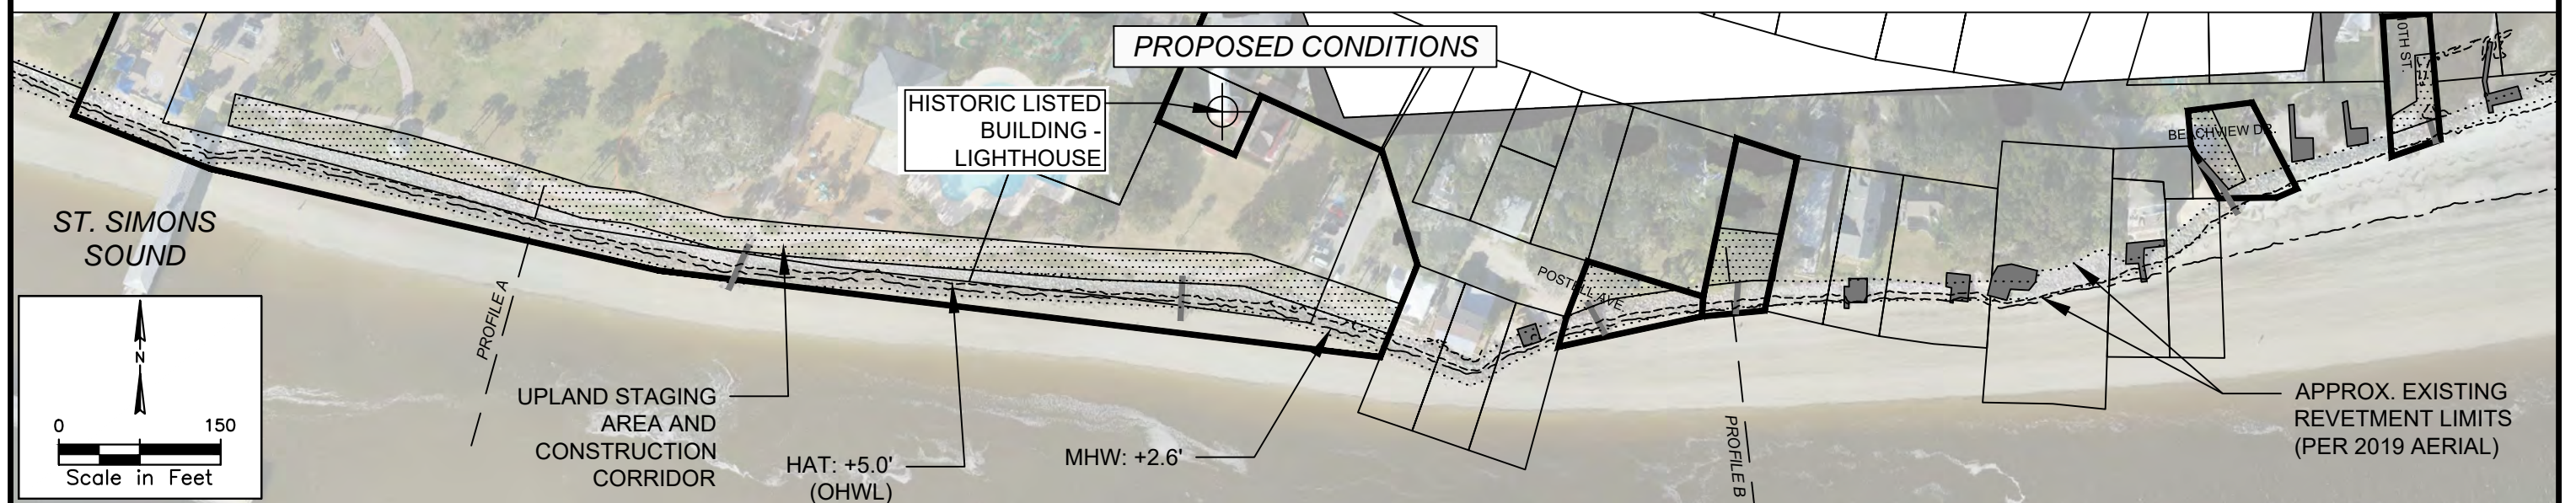 PROPOSED CONDITIONS
HISTORIC LISTED
BUILDING -
LIGHTHOUSE
10TH ST.
BEACHVIEW DR.
POSTELL AVE.
ST. SIMONS
SOUND
PROFILE A
N
0 150
Scale in Feet
UPLAND STAGING
AREA AND
CONSTRUCTION
CORRIDOR
HAT: +5.0'
(OHWL)
MHW: +2.6'
PROFILE B
APPROX. EXISTING
REVETMENT LIMITS
(PER 2019 AERIAL)